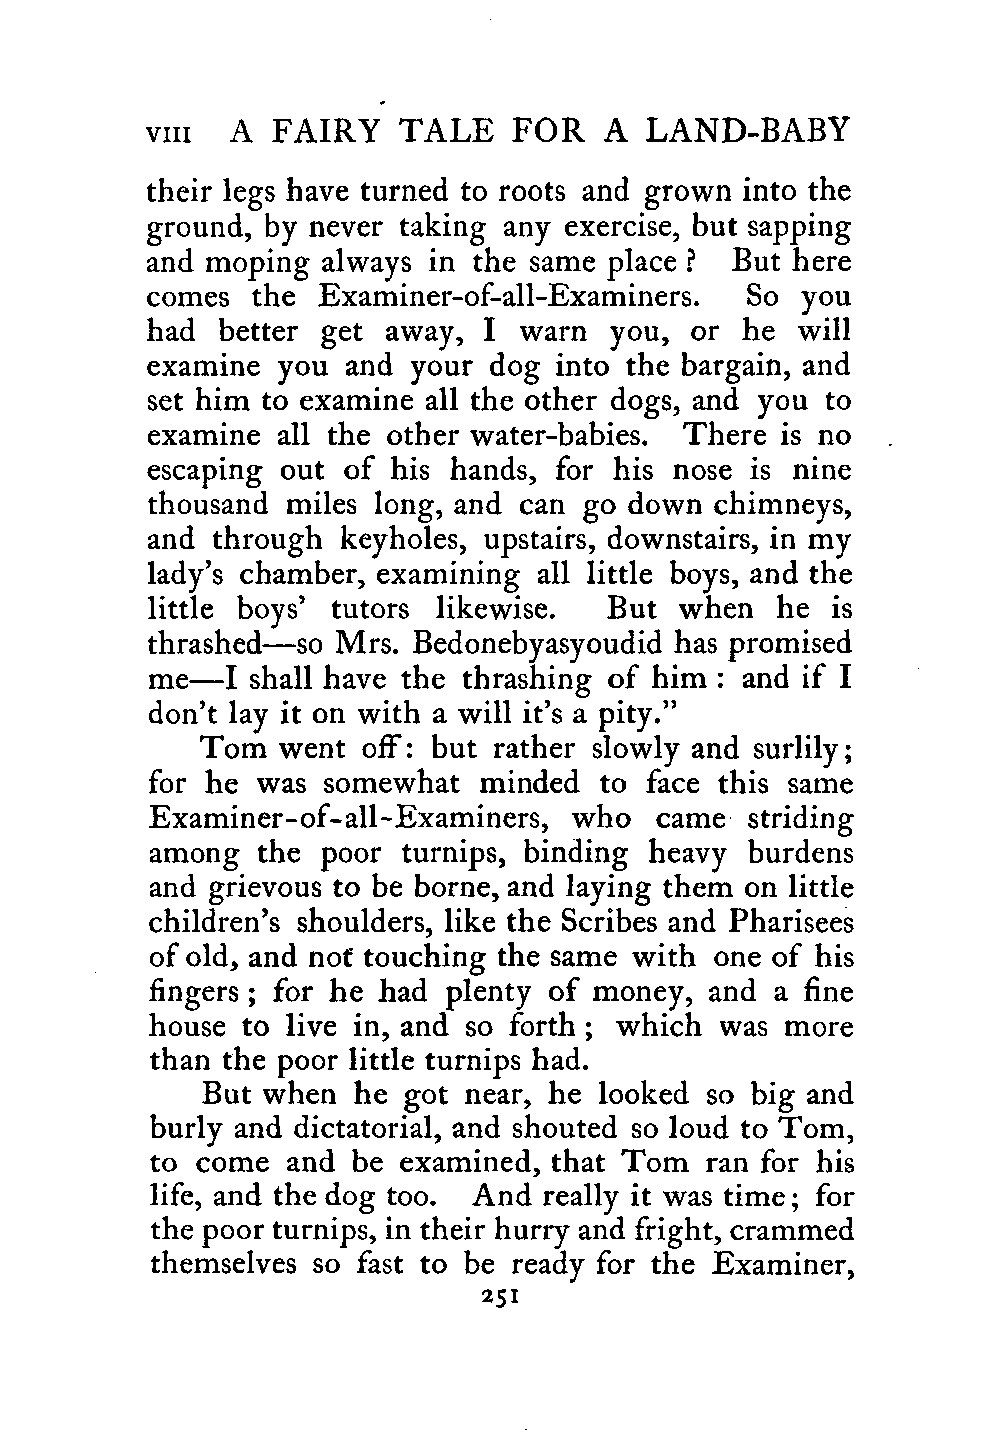 VIII A FAIRY TALE FOR A LAND-BABY
their legs have turned to roots and grown into the
ground, by never taking any exercise, but sapping
and moping always in the same place ? But here
comes the Examiner-of-all-Examiners. So you
had better get away, I warn you, or he will
examine you and your dog into the bargain, and
set him to examine all the other dogs, and you to
examine all the other water-babies. There is no
escaping out of his hands, for his nose is nine
thousand miles long, and can go down chimneys,
and through keyholes, upstairs, downstairs, in my
lady's chamber, examining all little boys, and the
little boys' tutors likewise. But when he is
thrashed—so Mrs. Bedonebyasyoudid has promised
me—I shall have the thrashing of him : and if I
don't lay it on with a will it's a pity."
Tom went off: but rather slowly and surlily;
for he was somewhat minded to face this same
Examiner-of-all-Examiners, who came striding
among the poor turnips, binding heavy burdens
and grievous to be borne, and laying them on little
children's shoulders, like the Scribes and Pharisees
of old, and not touching the same with one of his
fingers ; for he had plenty of money, and a fine
house to live in, and so forth ; which was more
than the poor little turnips had.
But when he got near, he looked so big and
burly and dictatorial, and shouted so loud to Tom,
to come and be examined, that Tom ran for his
life, and the dog too. And really it was time; for
the poor turnips, in their hurry and fright, crammed
themselves so fast to be ready for the Examiner,
251